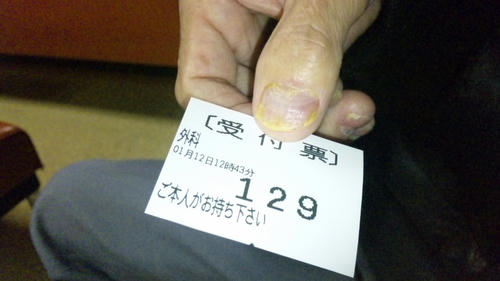 [受付票]
外科
01月12日12時43分
129
ご本人がお持ち下さい